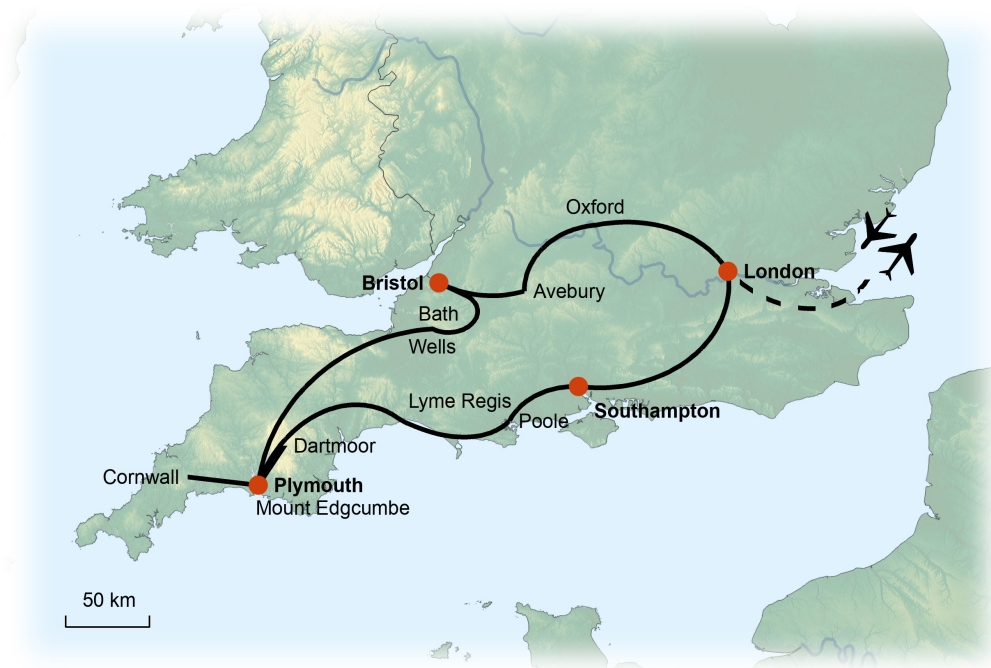 Oxford
London
Bristol
Avebury
Bath
Wells
Lyme Regis
Southampton
Poole
Dartmoor
Cornwall
Plymouth
Mount Edgcumbe
50 km